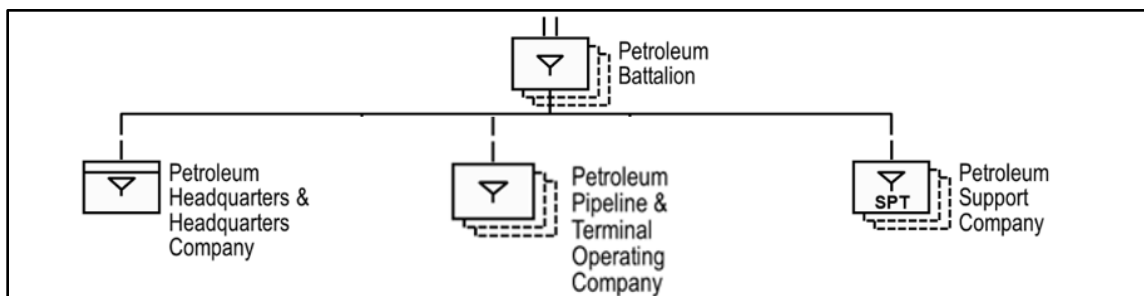 Petroleum
Battalion
Petroleum
Headquarters &
Headquarters
Company
Petroleum
Pipeline &
Terminal
Operating
Company
SPT
Petroleum
Support
Company